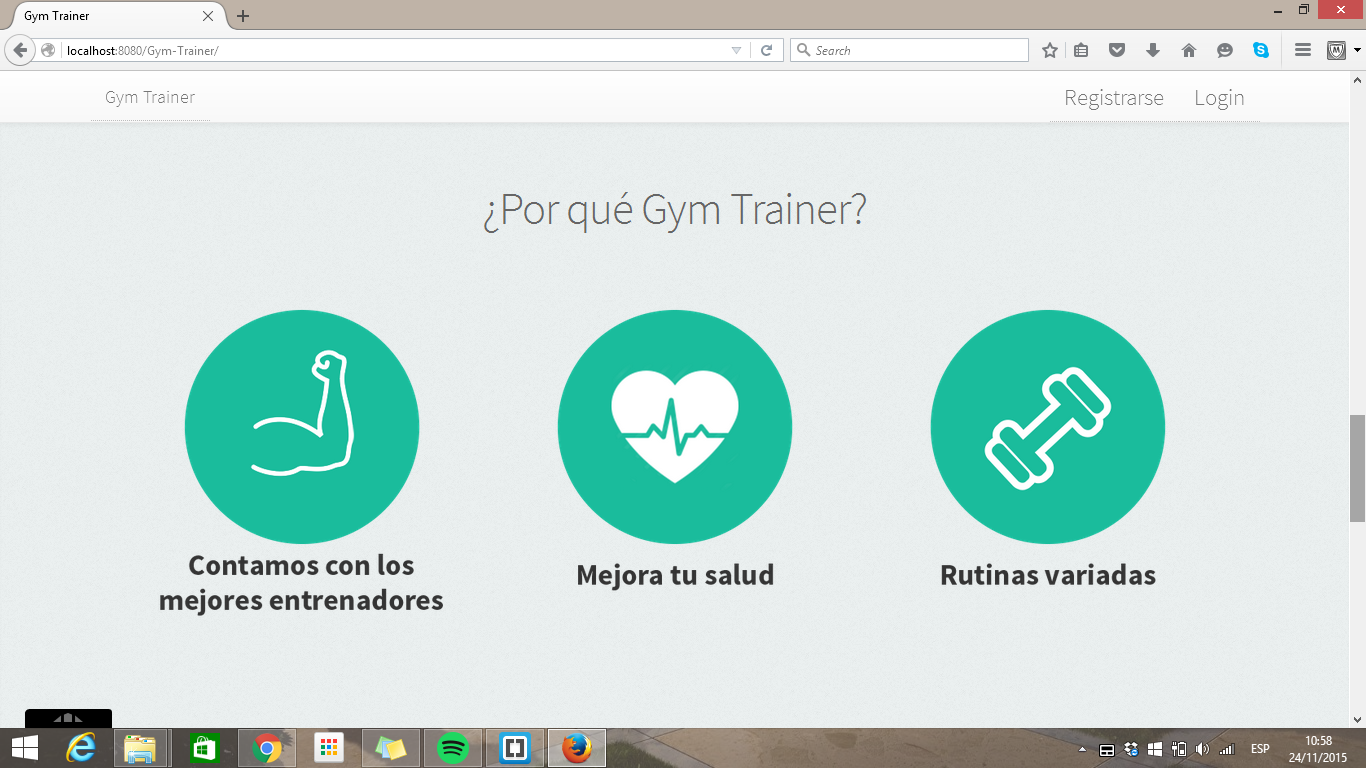 Gym Trainer
localhost:8080/Gym-Trainer/
Search
Gym Trainer
Registrarse
Login
¿Por qué Gym Trainer?
Contamos con los
mejores entrenadores
Mejora tu salud
Rutinas variadas
ESP
10:58
24/11/2015